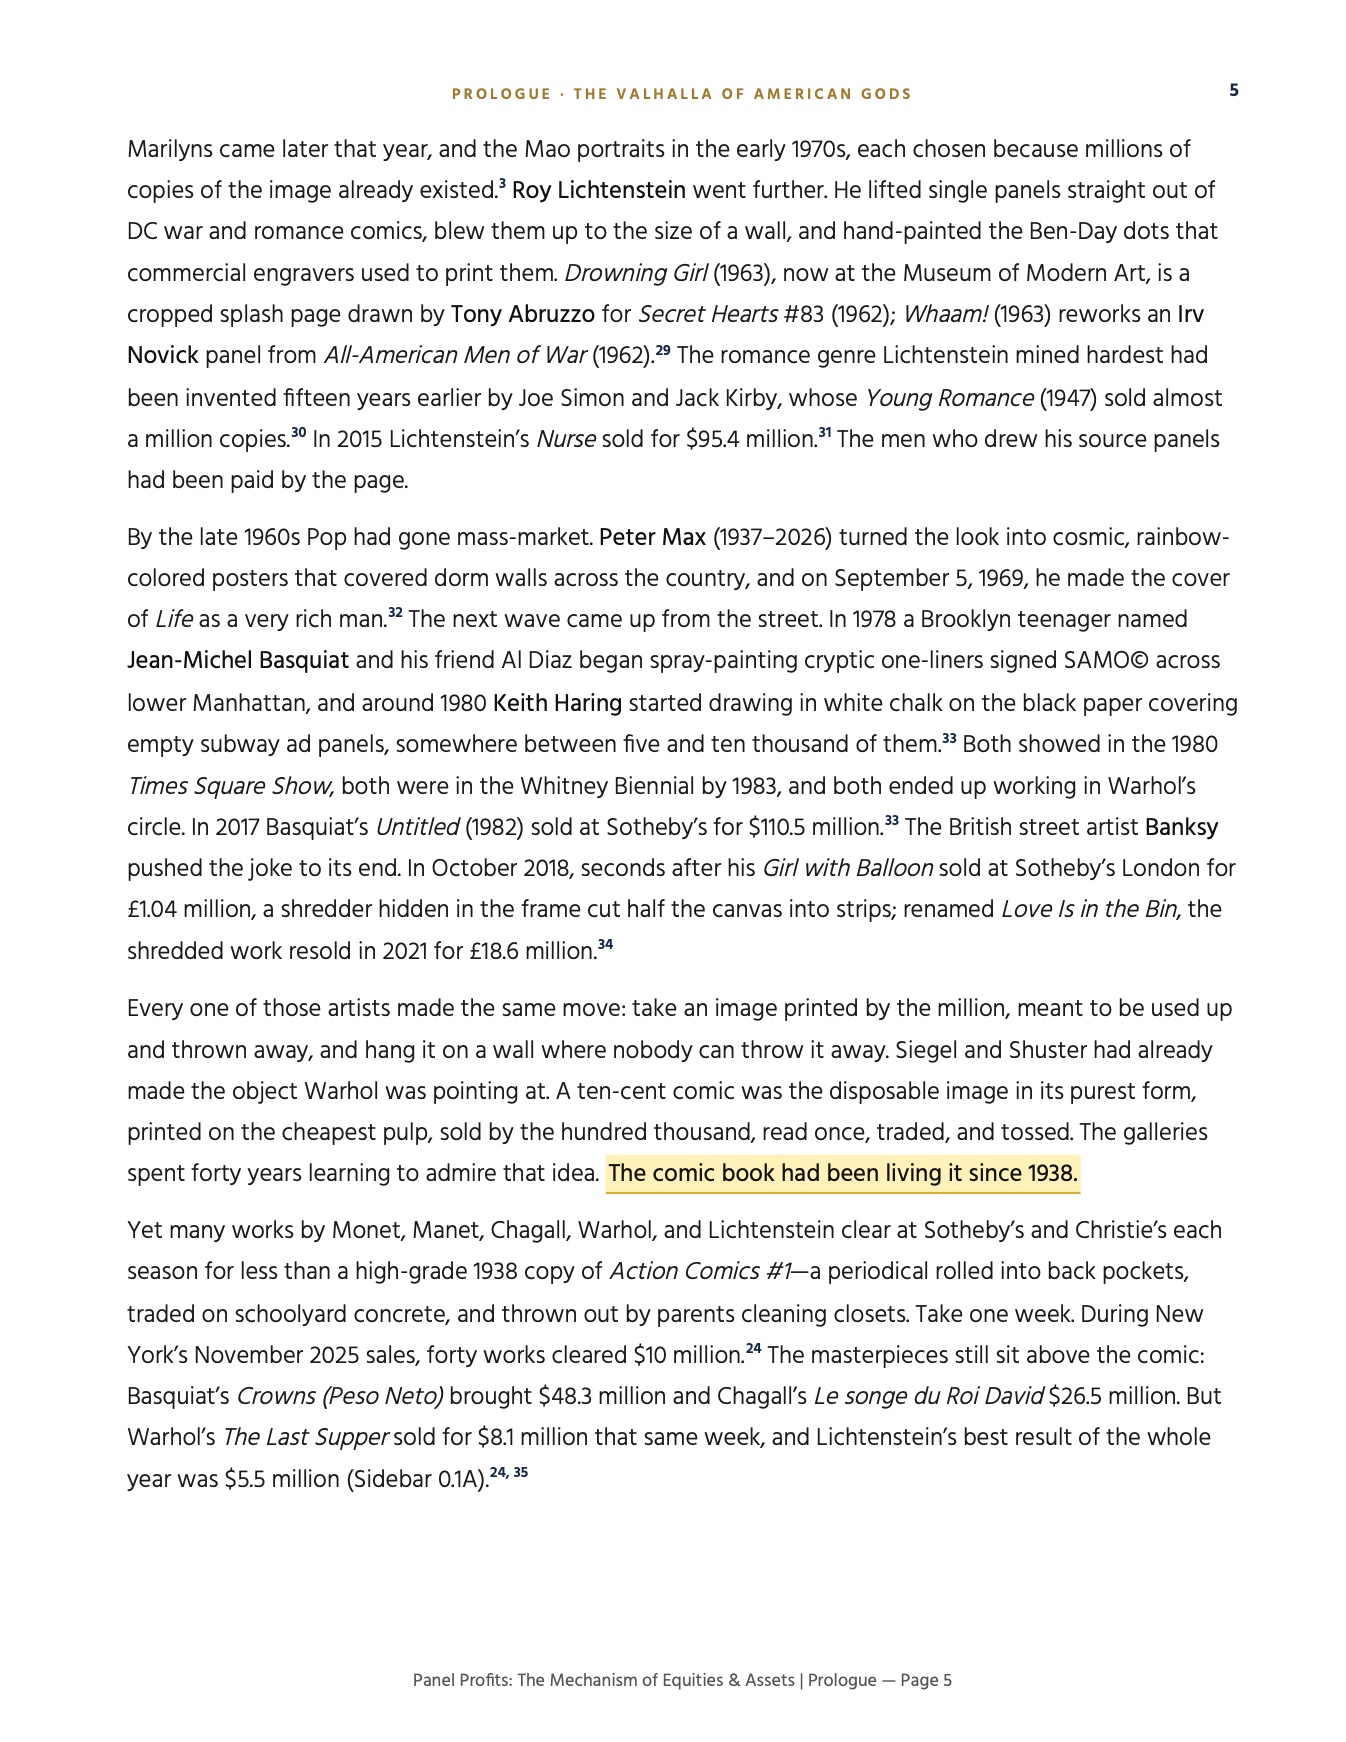 PROLOGUE · THE VALHALLA OF AMERICAN GODS
5
Marilyns came later that year, and the Mao portraits in the early 1970s, each chosen because millions of
copies of the image already existed.3 Roy Lichtenstein went further. He lifted single panels straight out of
DC war and romance comics, blew them up to the size of a wall, and hand-painted the Ben-Day dots that
commercial engravers used to print them. Drowning Girl (1963), now at the Museum of Modern Art, is a
cropped splash page drawn by Tony Abruzzo for Secret Hearts #83 (1962); Whaam! (1963) reworks an Irv
Novick panel from All-American Men of War (1962).29 The romance genre Lichtenstein mined hardest had
been invented fifteen years earlier by Joe Simon and Jack Kirby, whose Young Romance (1947) sold almost
a million copies.30 In 2015 Lichtenstein’s Nurse sold for $95.4 million.31 The men who drew his source panels
had been paid by the page.
By the late 1960s Pop had gone mass-market. Peter Max (1937–2026) turned the look into cosmic, rainbow-
colored posters that covered dorm walls across the country, and on September 5, 1969, he made the cover
of Life as a very rich man.32 The next wave came up from the street. In 1978 a Brooklyn teenager named
Jean-Michel Basquiat and his friend Al Diaz began spray-painting cryptic one-liners signed SAMO© across
lower Manhattan, and around 1980 Keith Haring started drawing in white chalk on the black paper covering
empty subway ad panels, somewhere between five and ten thousand of them.33 Both showed in the 1980
Times Square Show, both were in the Whitney Biennial by 1983, and both ended up working in Warhol’s
circle. In 2017 Basquiat’s Untitled (1982) sold at Sotheby’s for $110.5 million.33 The British street artist Banksy
pushed the joke to its end. In October 2018, seconds after his Girl with Balloon sold at Sotheby’s London for
£1.04 million, a shredder hidden in the frame cut half the canvas into strips; renamed Love Is in the Bin, the
shredded work resold in 2021 for £18.6 million.34
Every one of those artists made the same move: take an image printed by the million, meant to be used up
and thrown away, and hang it on a wall where nobody can throw it away. Siegel and Shuster had already
made the object Warhol was pointing at. A ten-cent comic was the disposable image in its purest form,
printed on the cheapest pulp, sold by the hundred thousand, read once, traded, and tossed. The galleries
spent forty years learning to admire that idea. The comic book had been living it since 1938.
Yet many works by Monet, Manet, Chagall, Warhol, and Lichtenstein clear at Sotheby’s and Christie’s each
season for less than a high-grade 1938 copy of Action Comics #1—a periodical rolled into back pockets,
traded on schoolyard concrete, and thrown out by parents cleaning closets. Take one week. During New
York’s November 2025 sales, forty works cleared $10 million.24 The masterpieces still sit above the comic:
Basquiat’s Crowns (Peso Neto) brought $48.3 million and Chagall’s Le songe du Roi David $26.5 million. But
Warhol’s The Last Supper sold for $8.1 million that same week, and Lichtenstein’s best result of the whole
year was $5.5 million (Sidebar 0.1A).24, 35
Panel Profits: The Mechanism of Equities & Assets | Prologue — Page 5